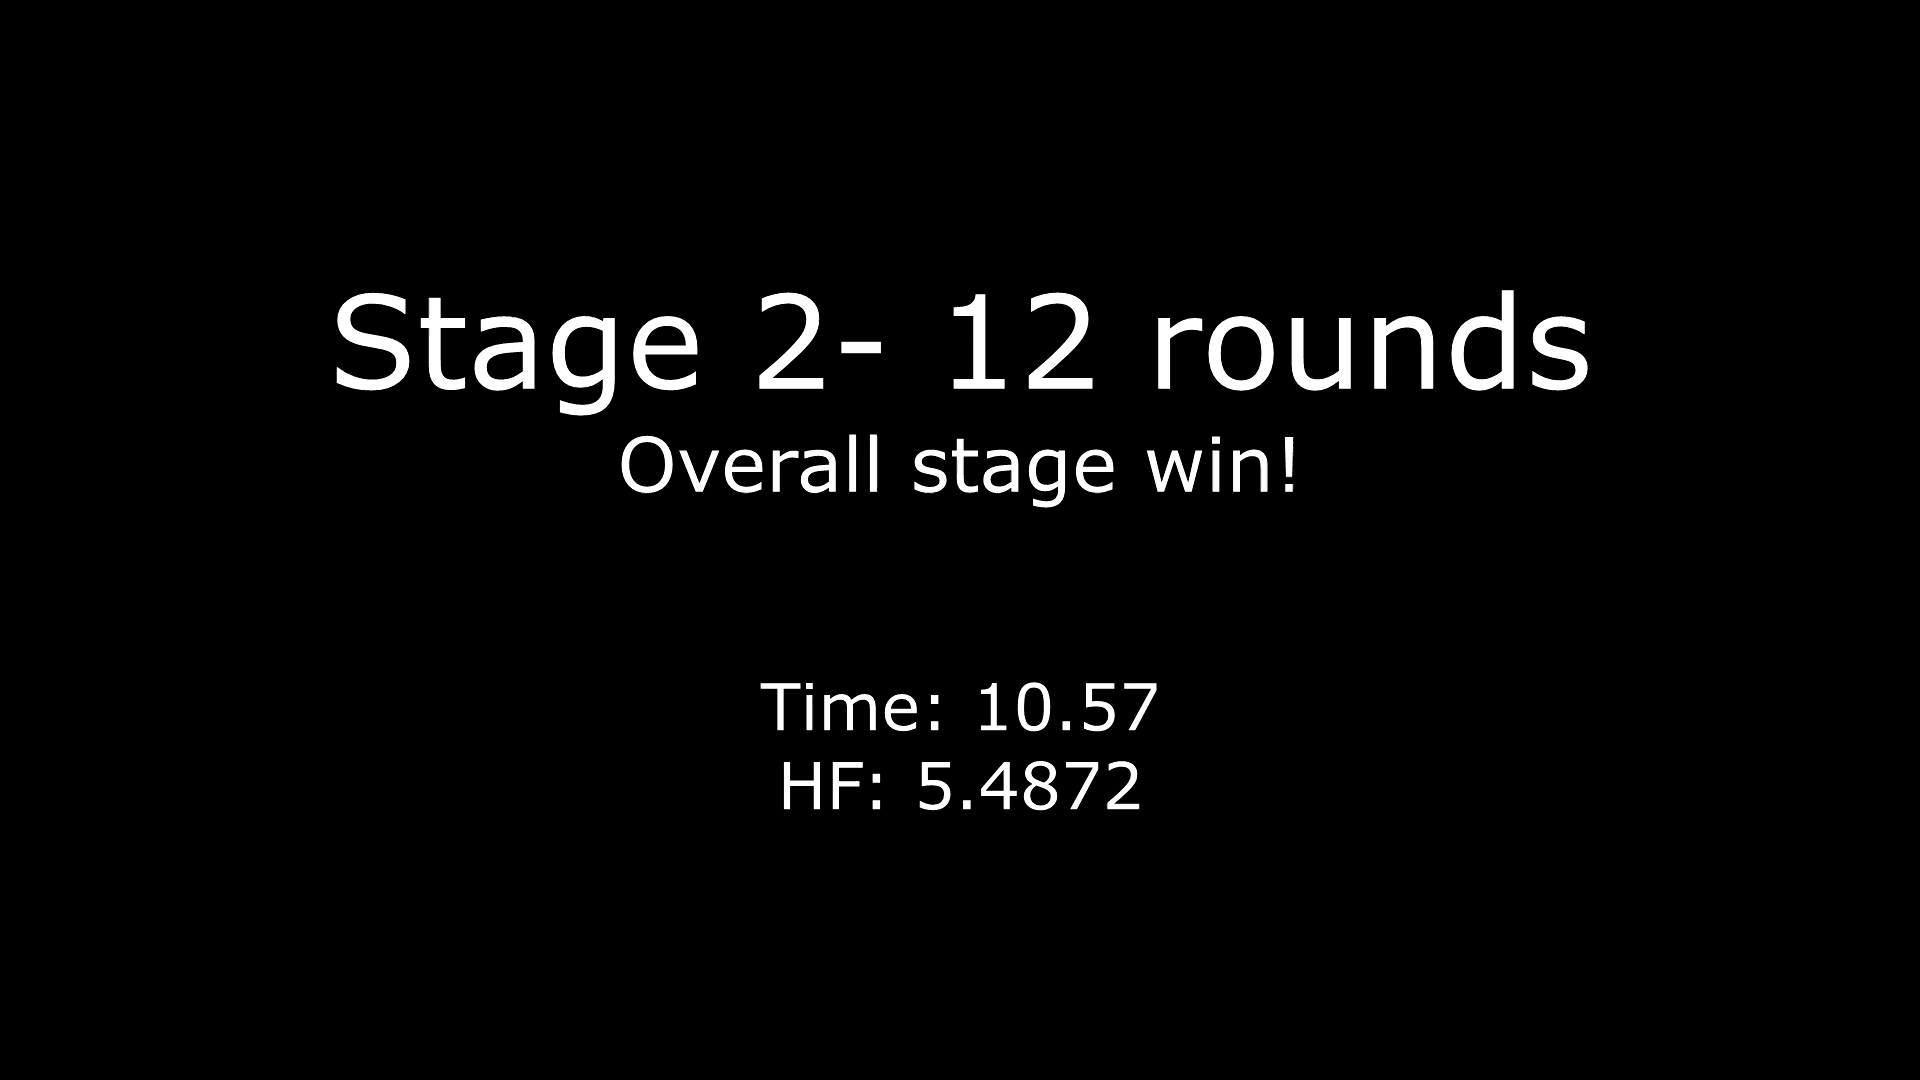 Stage 2- 12 rounds
Overall stage win!
Time: 10.57
HF: 5.4872